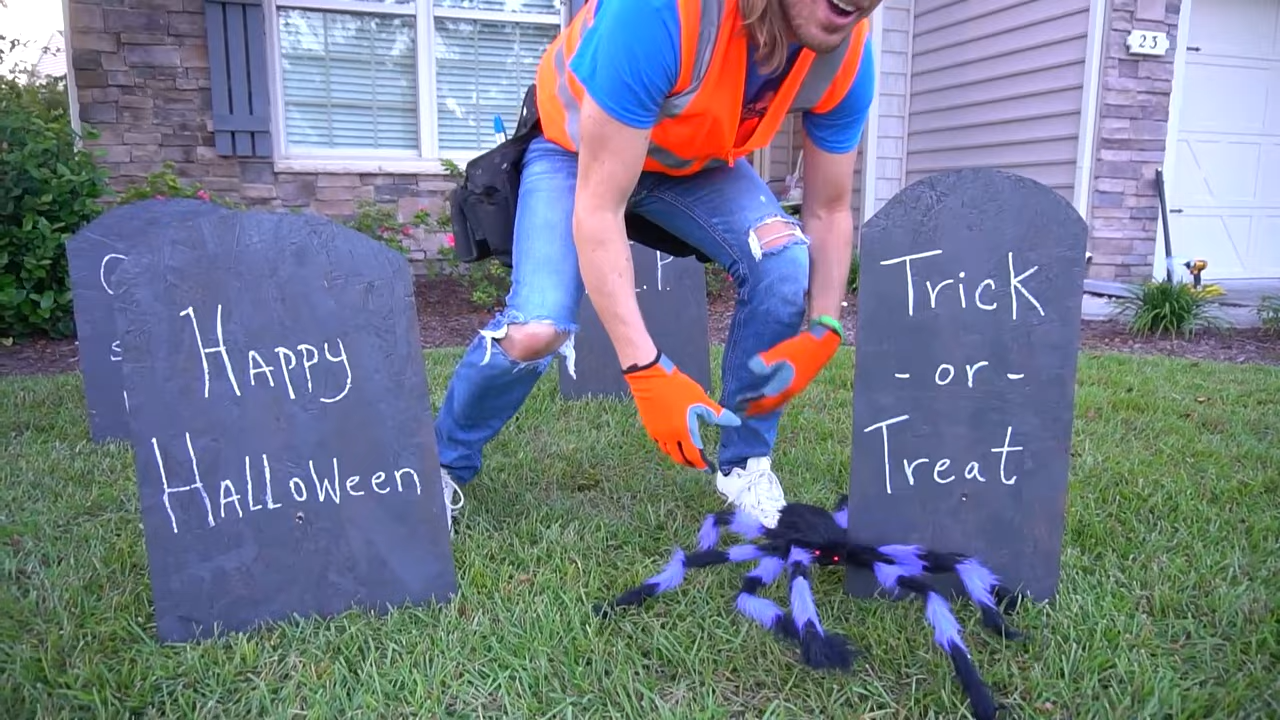 23
Happy
Halloween
.P.
Trick
- or -
Treat